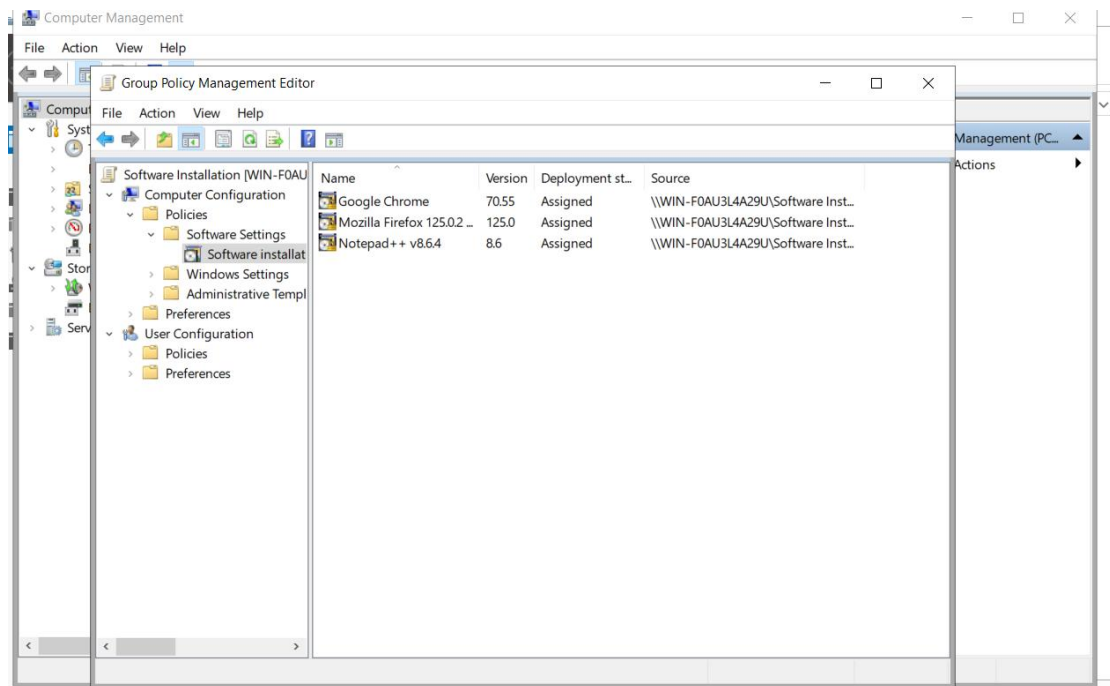 Computer Management
File Action View Help
Group Policy Management Editor
File Action View Help
Comput
Syst
Stor
Serv
Software Installation [WIN-F0AU
Computer Configuration
Policies
Software Settings
Software installat
Windows Settings
Administrative Templ
Preferences
User Configuration
Policies
Preferences
Name Version Deployment st... Source
Google Chrome 70.55 Assigned \\WIN-F0AU3L4A29U\Software Inst...
Mozilla Firefox 125.0.2 ... 125.0 Assigned \\WIN-F0AU3L4A29U\Software Inst...
Notepad++ v8.6.4 8.6 Assigned \\WIN-F0AU3L4A29U\Software Inst...
Management (PC...
Actions